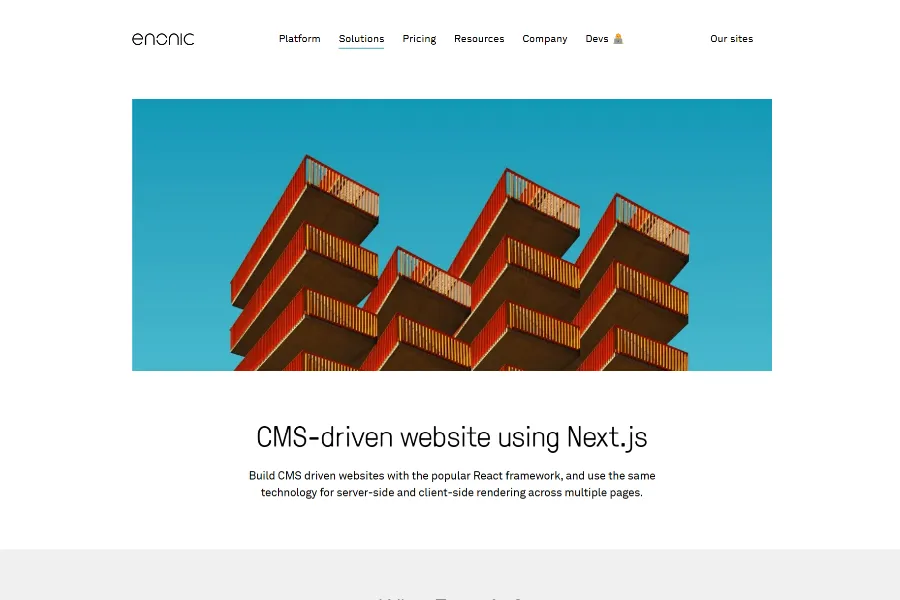 enonic
Platform
Solutions
Pricing
Resources
Company
Devs
Our sites
CMS-driven website using Next.js
Build CMS driven websites with the popular React framework, and use the same
technology for server-side and client-side rendering across multiple pages.